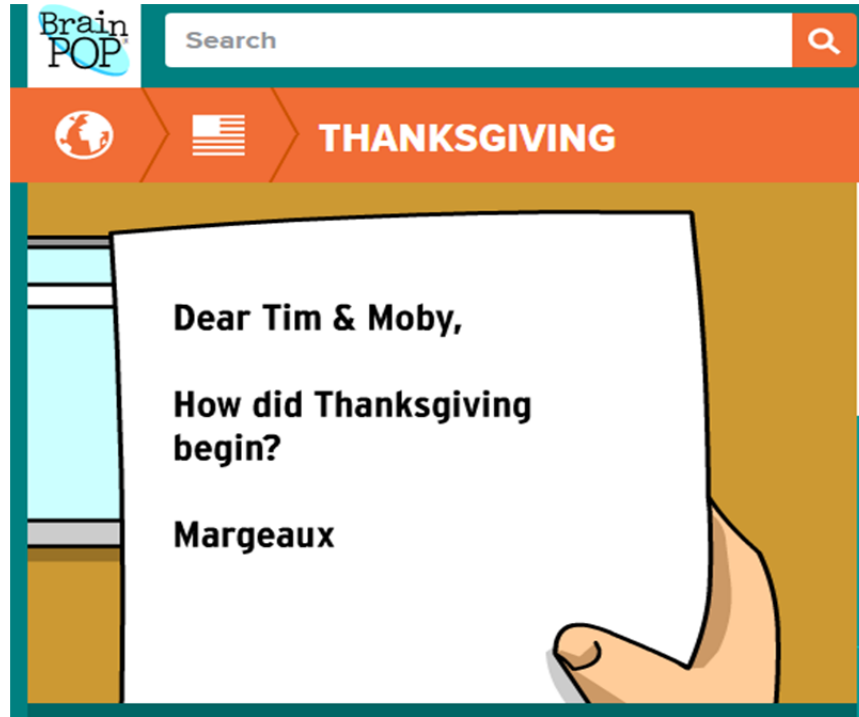 Brain
POP
Search
THANKSGIVING
Dear Tim & Moby,
How did Thanksgiving
begin?
Margeaux